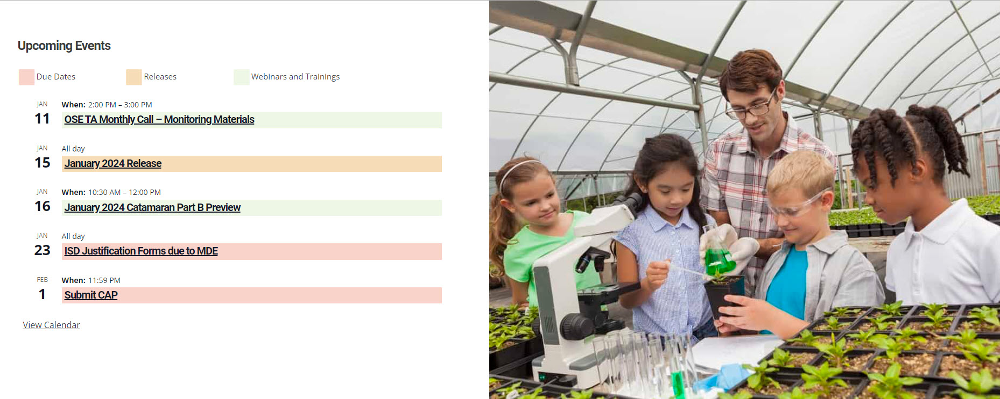 Upcoming Events
Due Dates Releases Webinars and Trainings
JAN When: 2:00 PM – 3:00 PM
11 OSE TA Monthly Call – Monitoring Materials
JAN All day
15 January 2024 Release
JAN When: 10:30 AM – 12:00 PM
16 January 2024 Catamaran Part B Preview
JAN All day
23 ISD Justification Forms due to MDE
FEB When: 11:59 PM
1 Submit CAP
View Calendar